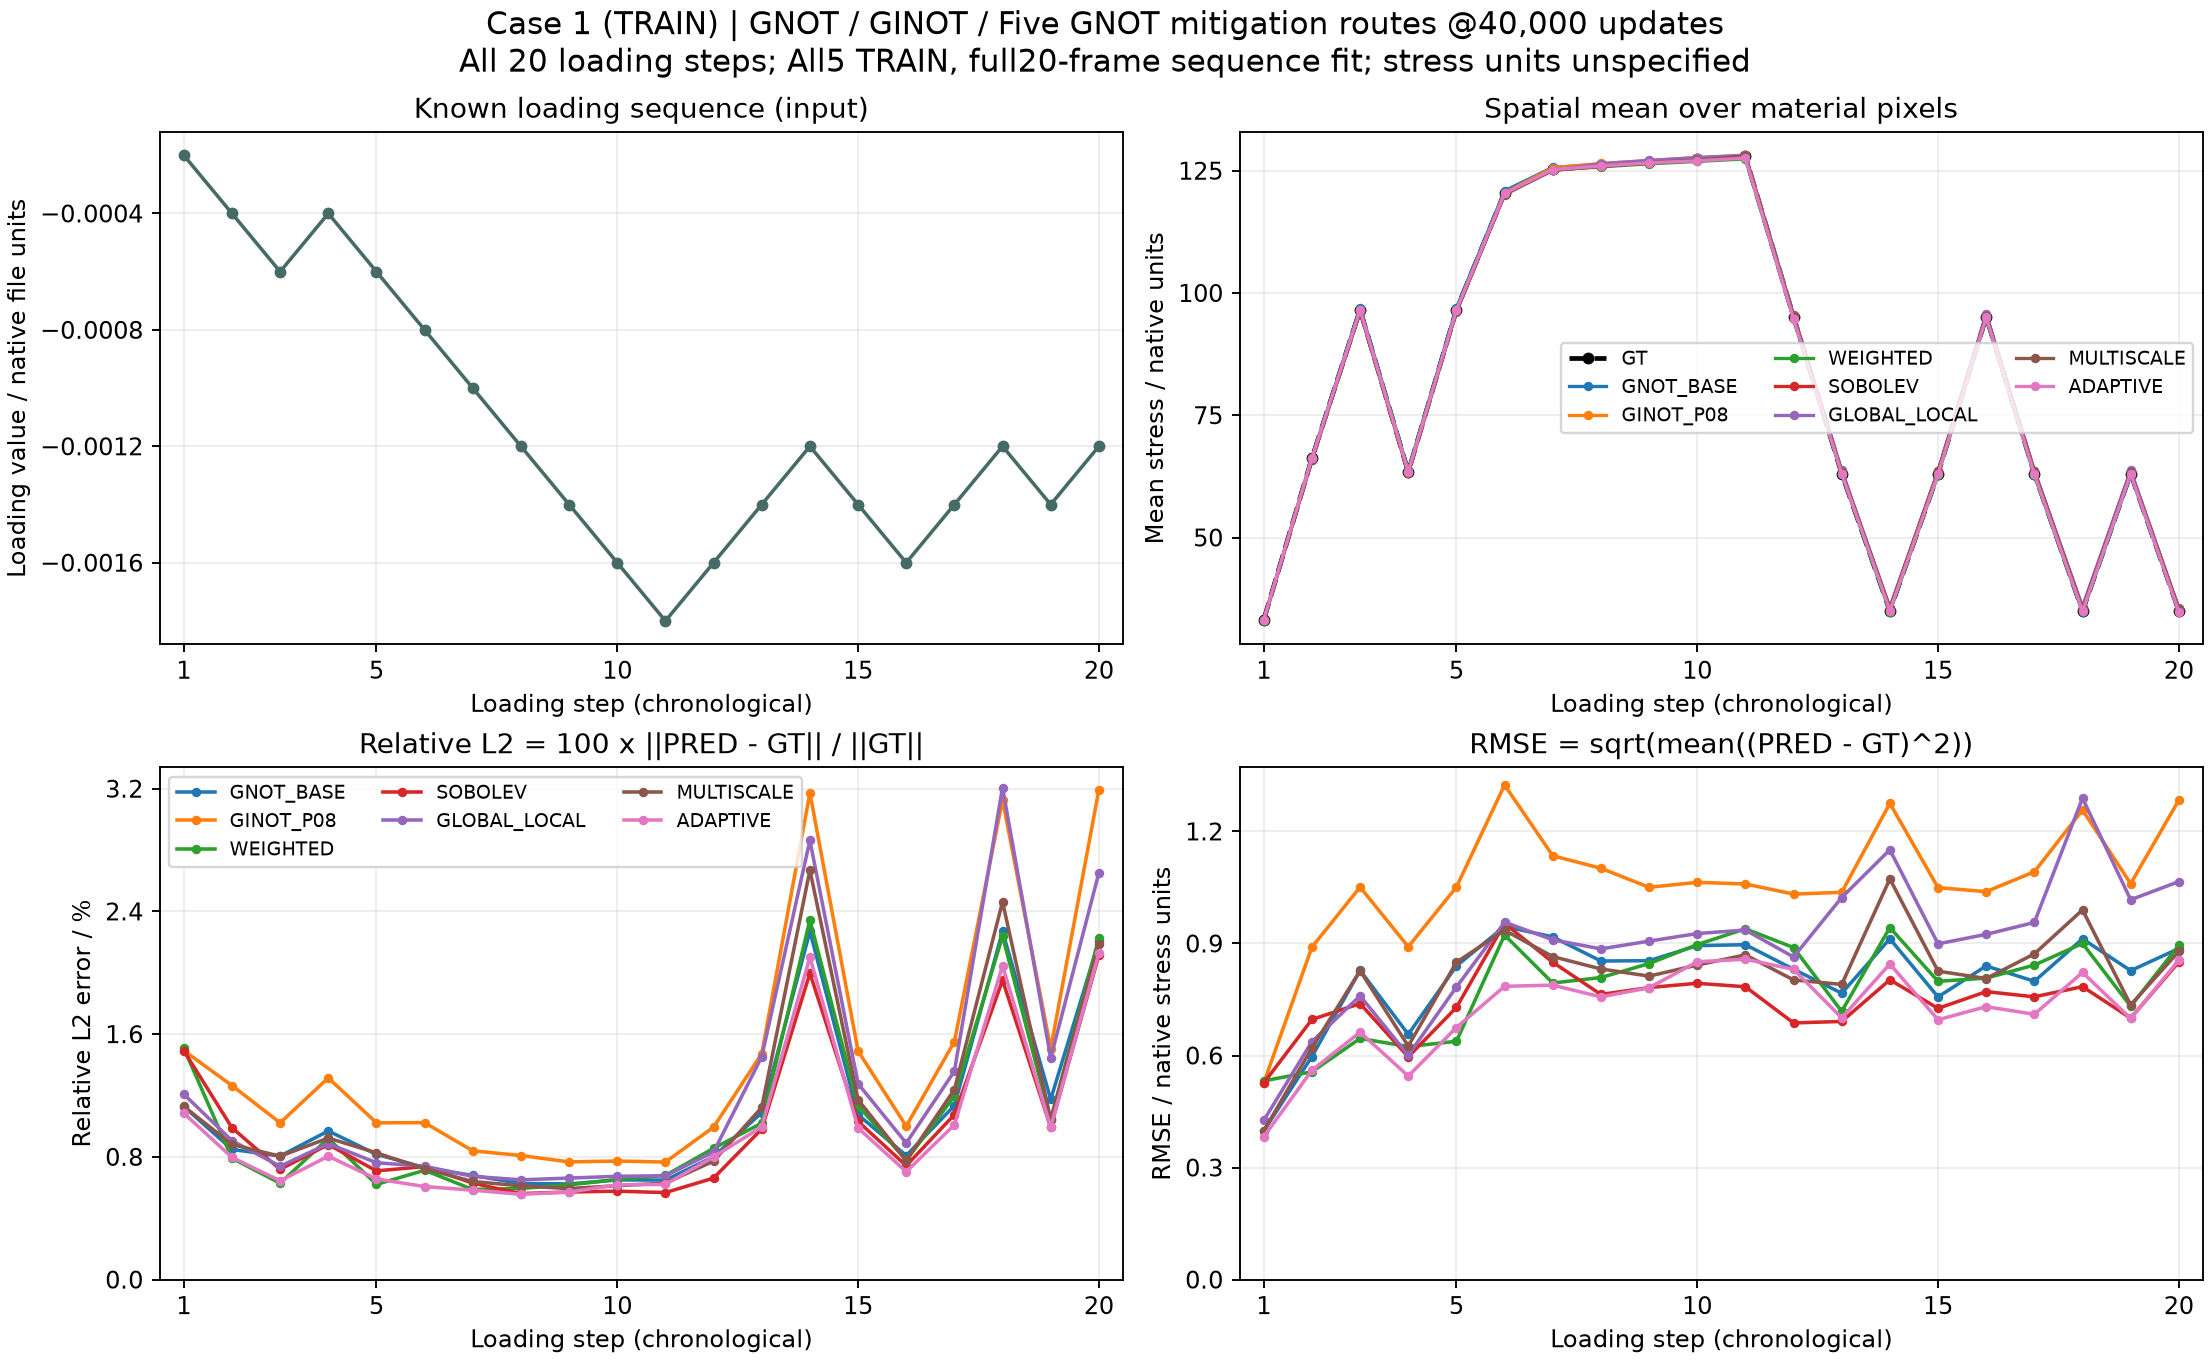 Case 1 (TRAIN) | GNOT / GINOT / Five GNOT mitigation routes @40,000 updates
All 20 loading steps; All5 TRAIN, full20-frame sequence fit; stress units unspecified
Known loading sequence (input)
Loading value / native file units
−0.0004
−0.0008
−0.0012
−0.0016
1
5
10
15
20
Loading step (chronological)
Spatial mean over material pixels
Mean stress / native units
125
100
75
50
GT
GNOT_BASE
GINOT_P08
WEIGHTED
SOBOLEV
GLOBAL_LOCAL
MULTISCALE
ADAPTIVE
1
5
10
15
20
Loading step (chronological)
Relative L2 = 100 x ||PRED - GT|| / ||GT||
Relative L2 error / %
3.2
2.4
1.6
0.8
0.0
GNOT_BASE
GINOT_P08
WEIGHTED
SOBOLEV
GLOBAL_LOCAL
MULTISCALE
ADAPTIVE
1
5
10
15
20
Loading step (chronological)
RMSE = sqrt(mean((PRED - GT)^2))
RMSE / native stress units
1.2
0.9
0.6
0.3
0.0
1
5
10
15
20
Loading step (chronological)